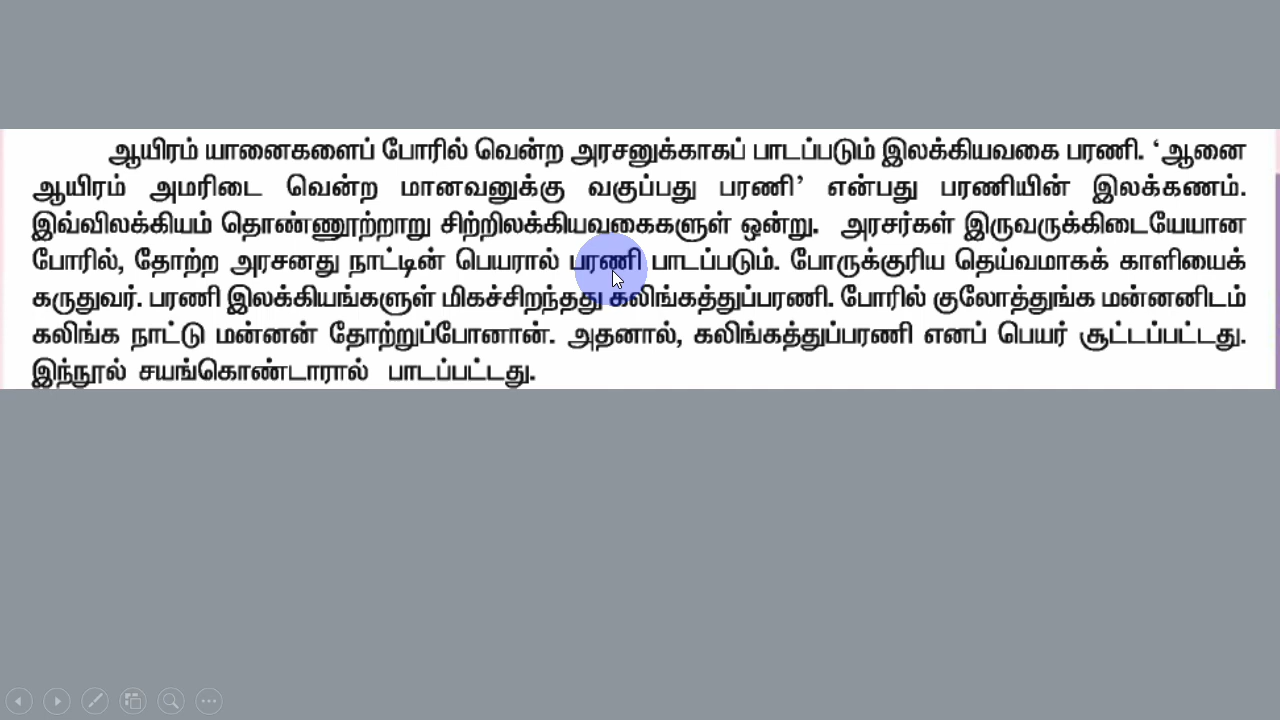 ஆயிரம் யானைகளைப் போரில் வென்ற அரசனுக்காகப் பாடப்படும் இலக்கியவகை பரணி. ‘ஆனை
ஆயிரம் அமரிடை வென்ற மானவனுக்கு வகுப்பது பரணி’ என்பது பரணியின் இலக்கணம்.
இவ்விலக்கியம் தொண்ணூற்றாறு சிற்றிலக்கியவகைகளுள் ஒன்று. அரசர்கள் இருவருக்கிடையேயான
போரில், தோற்ற அரசனது நாட்டின் பெயரால் பரணி பாடப்படும். போருக்குரிய தெய்வமாகக் காளியைக்
கருதுவர். பரணி இலக்கியங்களுள் மிகச்சிறந்தது கலிங்கத்துப்பரணி. போரில் குலோத்துங்க மன்னனிடம்
கலிங்க நாட்டு மன்னன் தோற்றுப்போனான். அதனால், கலிங்கத்துப்பரணி எனப் பெயர் சூட்டப்பட்டது.
இந்நூல் சயங்கொண்டாரால் பாடப்பட்டது.